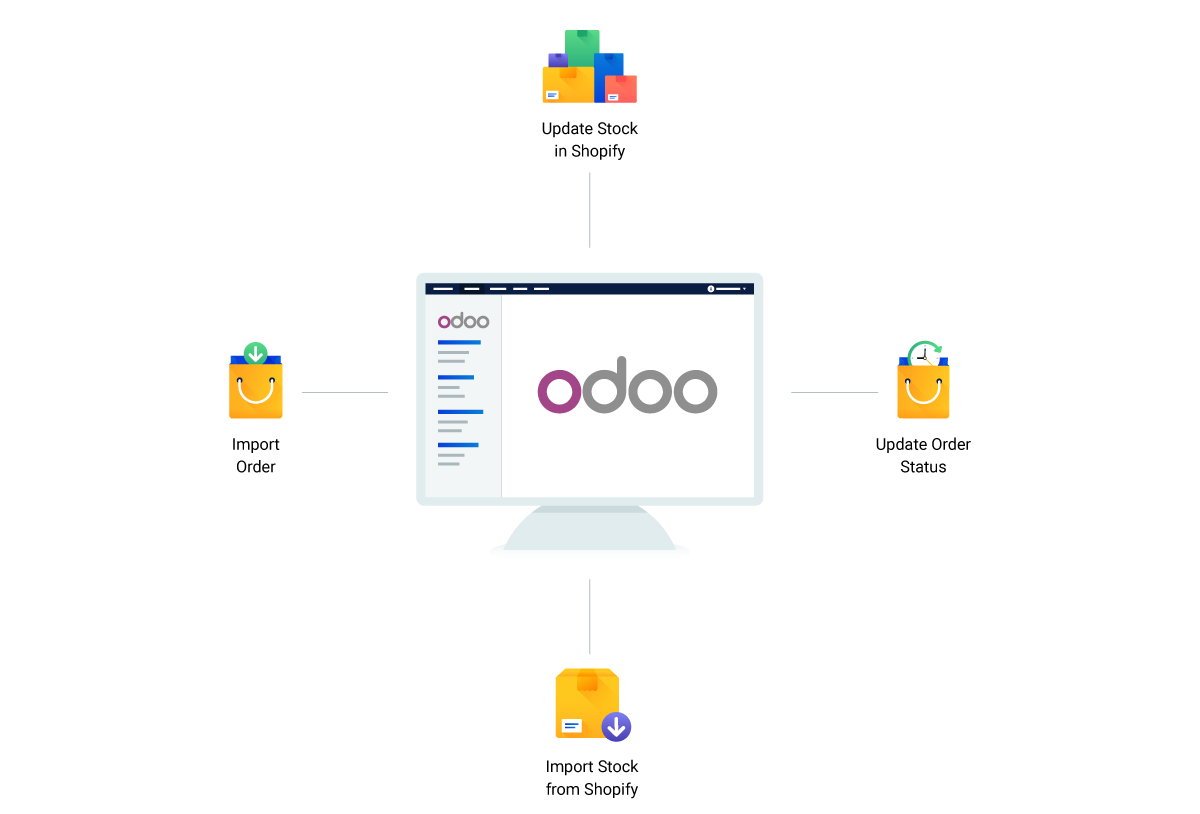 Update Stock
in Shopify
odoo
odoo
Import
Order
Update Order
Status
Import Stock
from Shopify